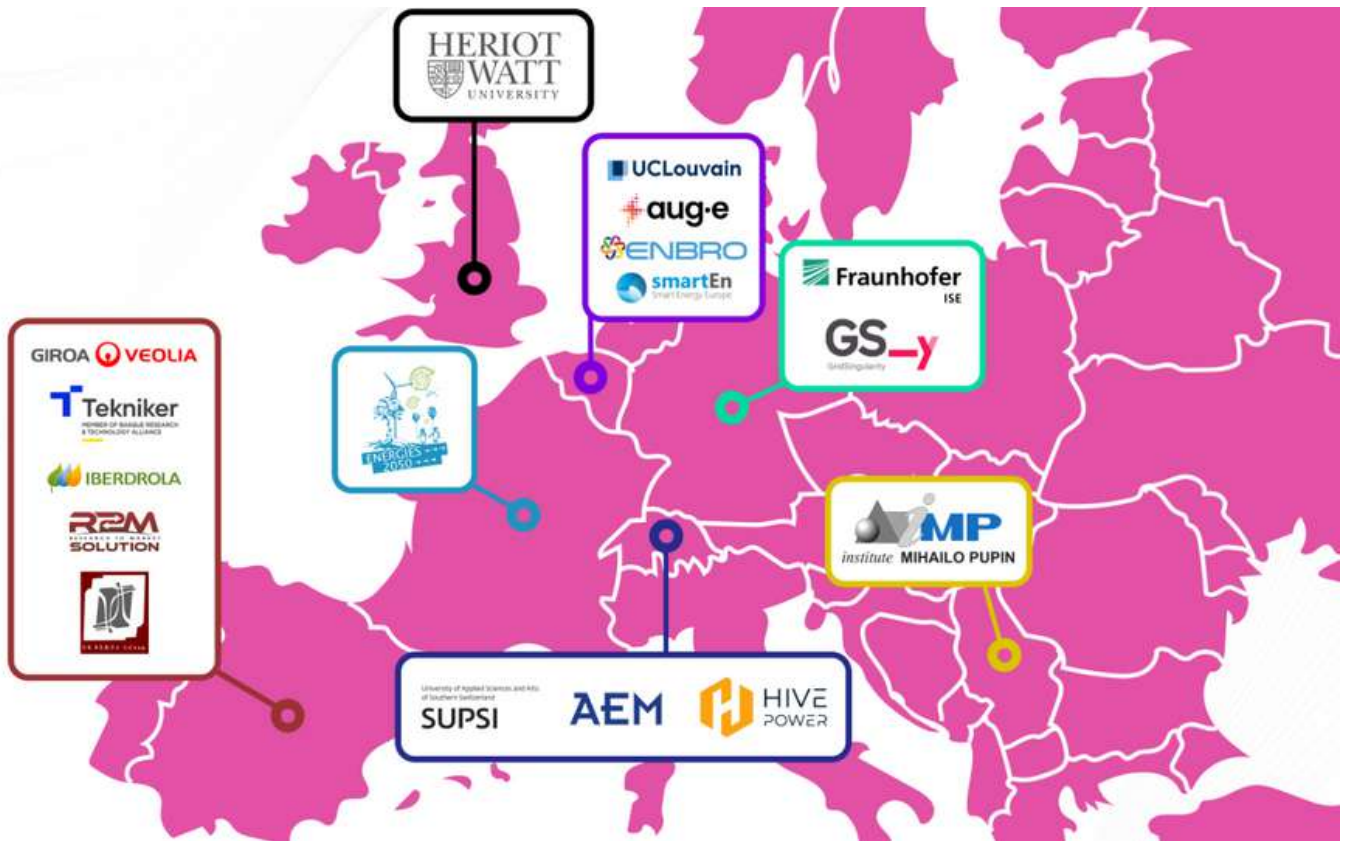 HERIOT
WATT
UNIVERSITY
UCLouvain
aug·e
ENBRO
smartEn
Smart Energy Europe
Fraunhofer
ISE
GS_y
GridSingularity
GIROA VEOLIA
Tekniker
MEMBER OF BASQUE RESEARCH
& TECHNOLOGY ALLIANCE
IBERDROLA
R2M
RESEARCH TO MARKET
SOLUTION
ENERGIES
2050
iMP
institute MIHAILO PUPIN
University of Applied Sciences and Arts
of Southern Switzerland
SUPSI
AEM
HIVE
POWER